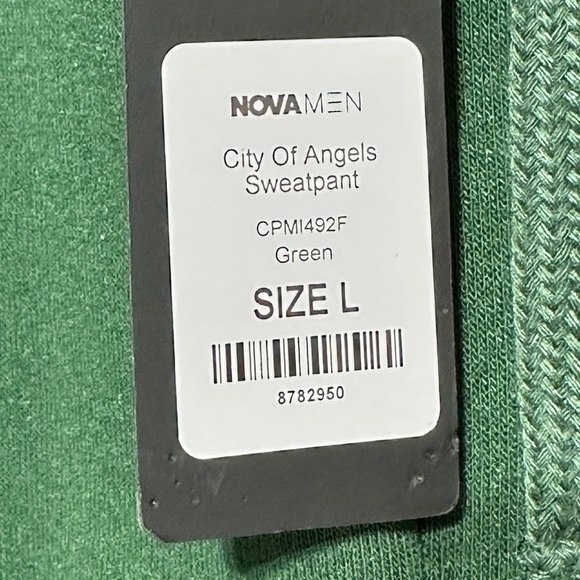 NOVAMEN
City Of Angels
Sweatpant
CPMI492F
Green
SIZE L
8782950